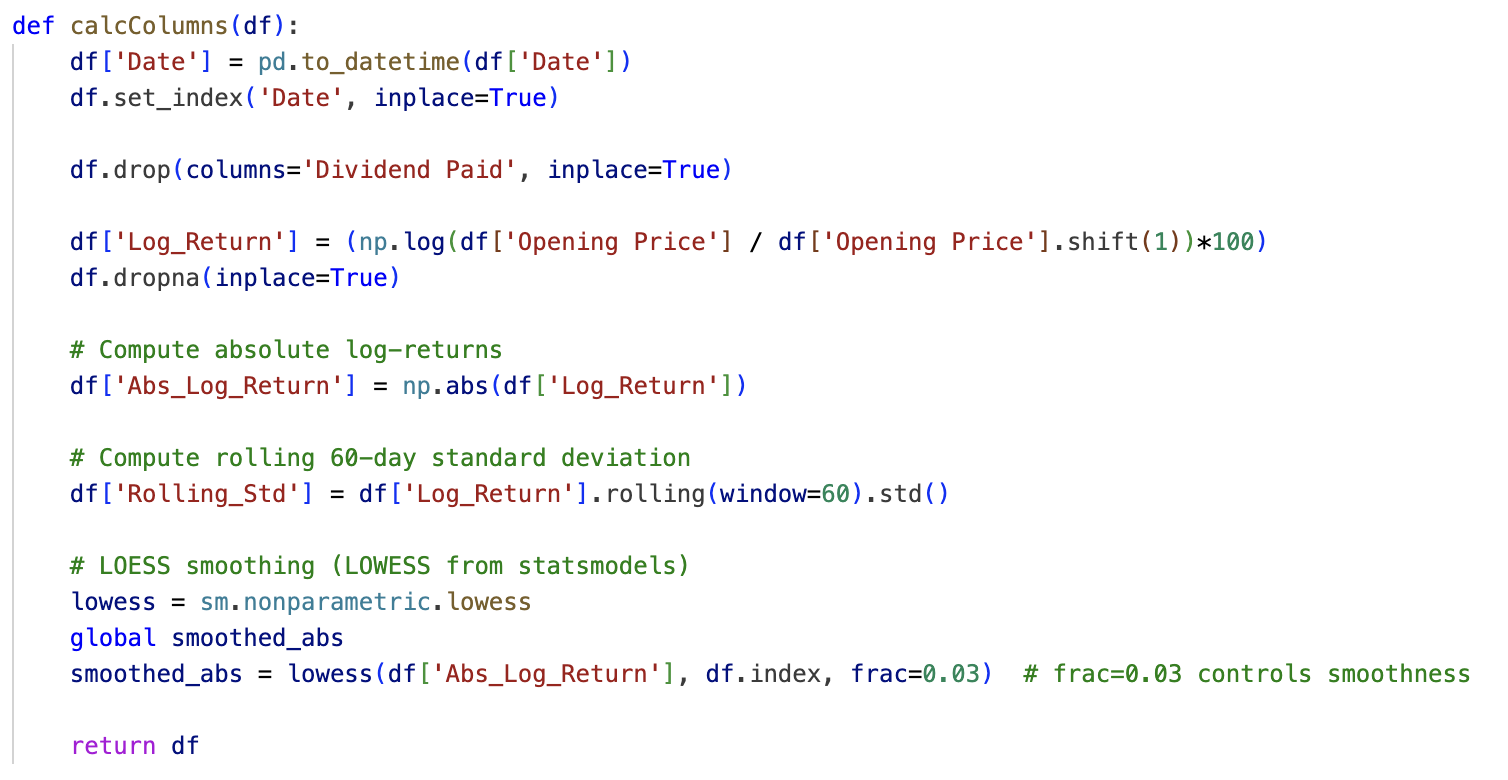 def calcColumns(df):
    df['Date'] = pd.to_datetime(df['Date'])
    df.set_index('Date', inplace=True)

    df.drop(columns='Dividend Paid', inplace=True)

    df['Log_Return'] = (np.log(df['Opening Price'] / df['Opening Price'].shift(1))*100)
    df.dropna(inplace=True)

    # Compute absolute log-returns
    df['Abs_Log_Return'] = np.abs(df['Log_Return'])

    # Compute rolling 60-day standard deviation
    df['Rolling_Std'] = df['Log_Return'].rolling(window=60).std()

    # LOESS smoothing (LOWESS from statsmodels)
    lowess = sm.nonparametric.lowess
    global smoothed_abs
    smoothed_abs = lowess(df['Abs_Log_Return'], df.index, frac=0.03)  # frac=0.03 controls smoothness

    return df